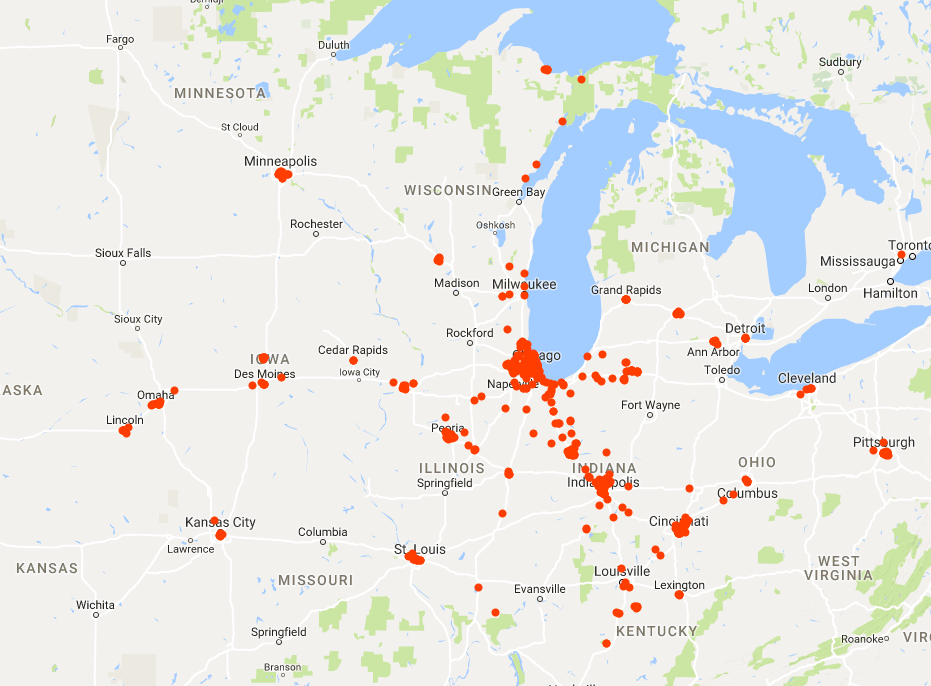 Fargo
Duluth
Sudbury
MINNESOTA
St Cloud
Minneapolis
WISCONSIN
Green Bay
Rochester
Oshkosh
MICHIGAN
Toronto
Sioux Falls
Mississauga
Madison
Milwaukee
Grand Rapids
London
Hamilton
Sioux City
Rockford
Detroit
Cedar Rapids
Chicago
Ann Arbor
IOWA
Des Moines
Iowa City
Toledo
Cleveland
ASKA
Omaha
Naperville
Fort Wayne
Lincoln
Peoria
Pittsburgh
ILLINOIS
INDIANA
OHIO
Springfield
Indianapolis
Columbus
Kansas City
Cincinnati
Columbia
Lawrence
St. Louis
KANSAS
MISSOURI
Louisville
WEST
VIRGINIA
Evansville
Lexington
Wichita
Springfield
KENTUCKY
Roanoke
VIRG
Branson